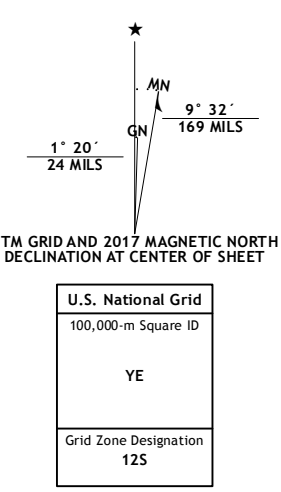 ★
MN
GN
9° 32´
169 MILS
1° 20´
24 MILS
TM GRID AND 2017 MAGNETIC NORTH
DECLINATION AT CENTER OF SHEET
U.S. National Grid
100,000-m Square ID
YE
Grid Zone Designation
12S